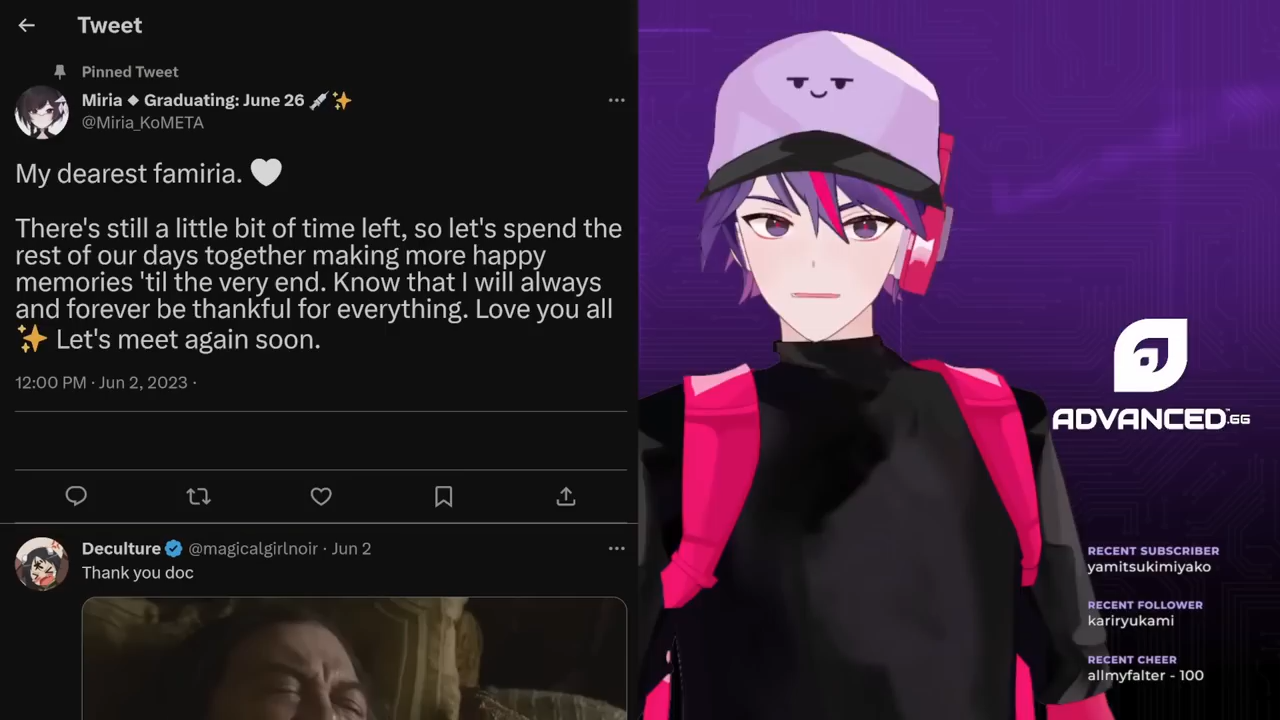 Tweet
Pinned Tweet
Miria ◆ Graduating: June 26 💉✨
@Miria_KoMETA
My dearest famiria. 🤍
There's still a little bit of time left, so let's spend the
rest of our days together making more happy
memories 'til the very end. Know that I will always
and forever be thankful for everything. Love you all
✨ Let's meet again soon.
12:00 PM · Jun 2, 2023 ·
Deculture @magicalgirlnoir · Jun 2
Thank you doc
ADVANCED™.GG
RECENT SUBSCRIBER
yamitsukimiyako
RECENT FOLLOWER
kariryukami
RECENT CHEER
allmyfalter - 100